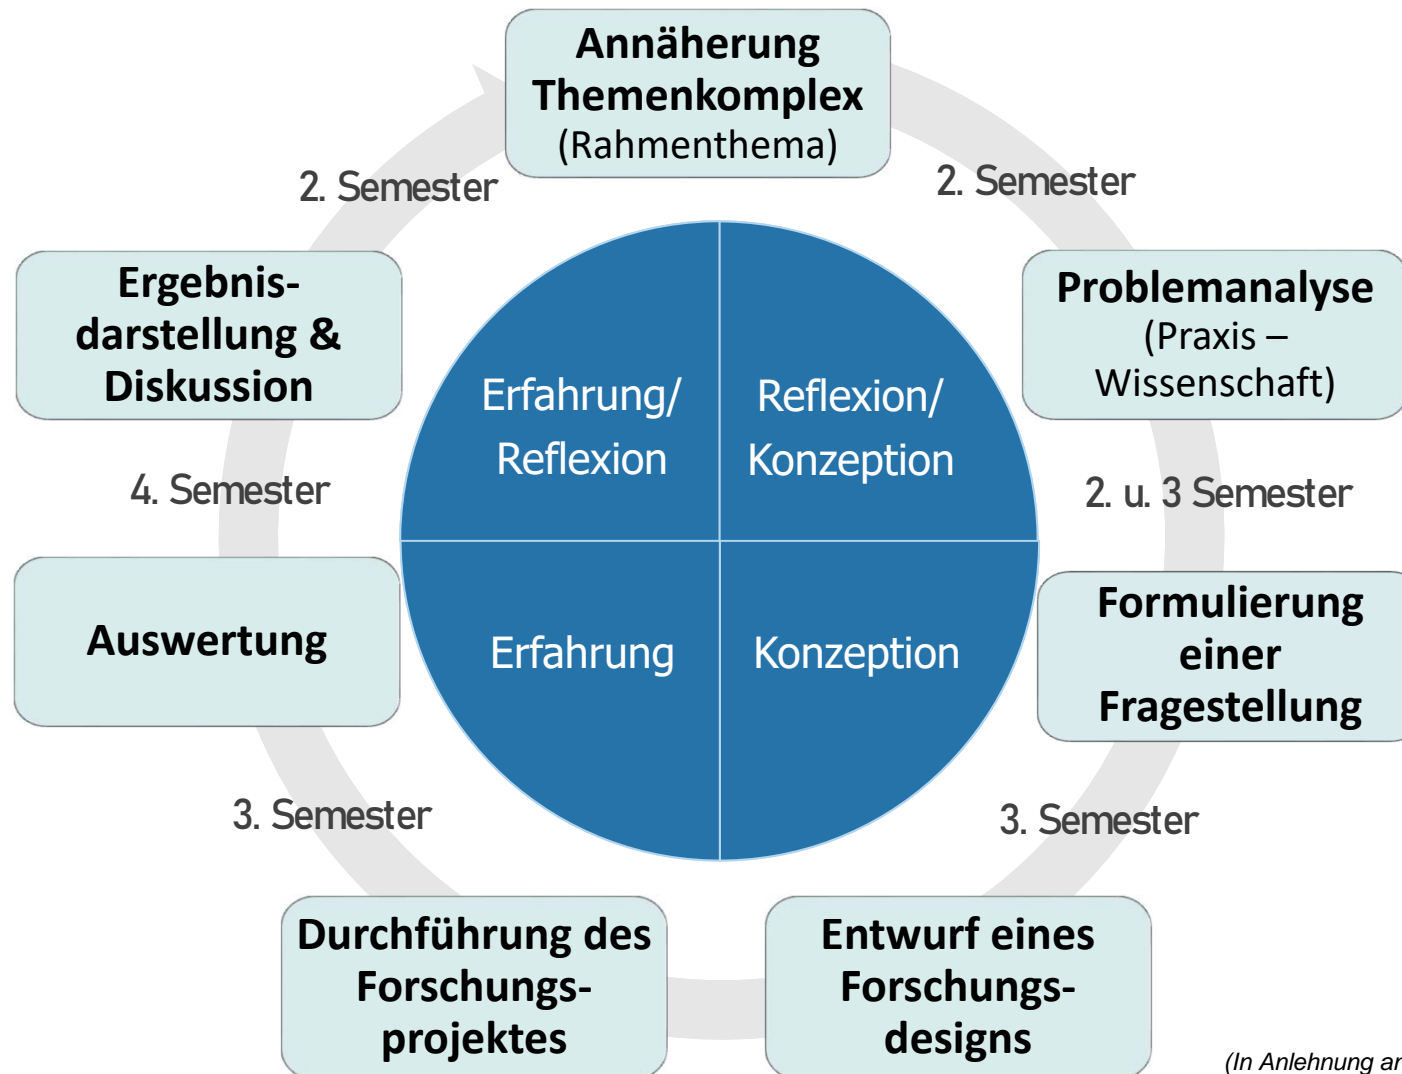 Annäherung
Themenkomplex
(Rahmenthema)
2. Semester
2. Semester
Ergebnis-
darstellung &
Diskussion
Problemanalyse
(Praxis –
Wissenschaft)
Erfahrung/
Reflexion
Reflexion/
Konzeption
4. Semester
2. u. 3 Semester
Auswertung
Formulierung
einer
Fragestellung
Erfahrung
Konzeption
3. Semester
3. Semester
Durchführung des
Forschungs-
projektes
Entwurf eines
Forschungs-
designs
(In Anlehnung an